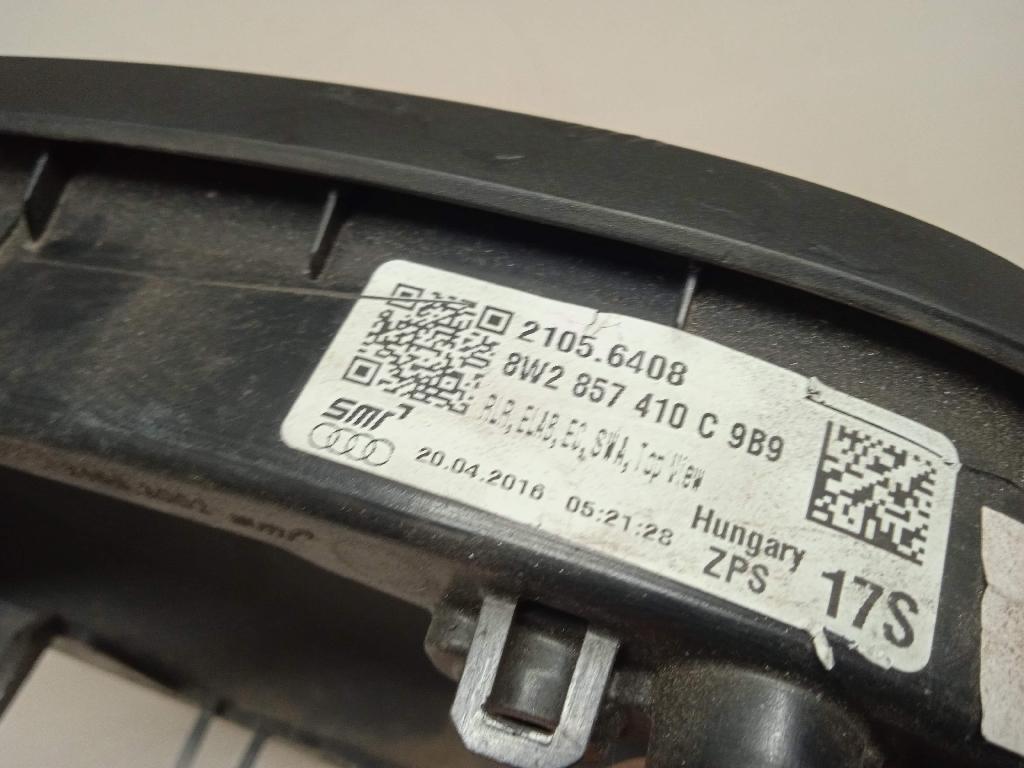 2105.6408
8W2 857 410 C 9B9
RLR, ELAB, EC, SWA, Top View
smr
20.04.2016 05:21:28
Hungary
ZPS
17S